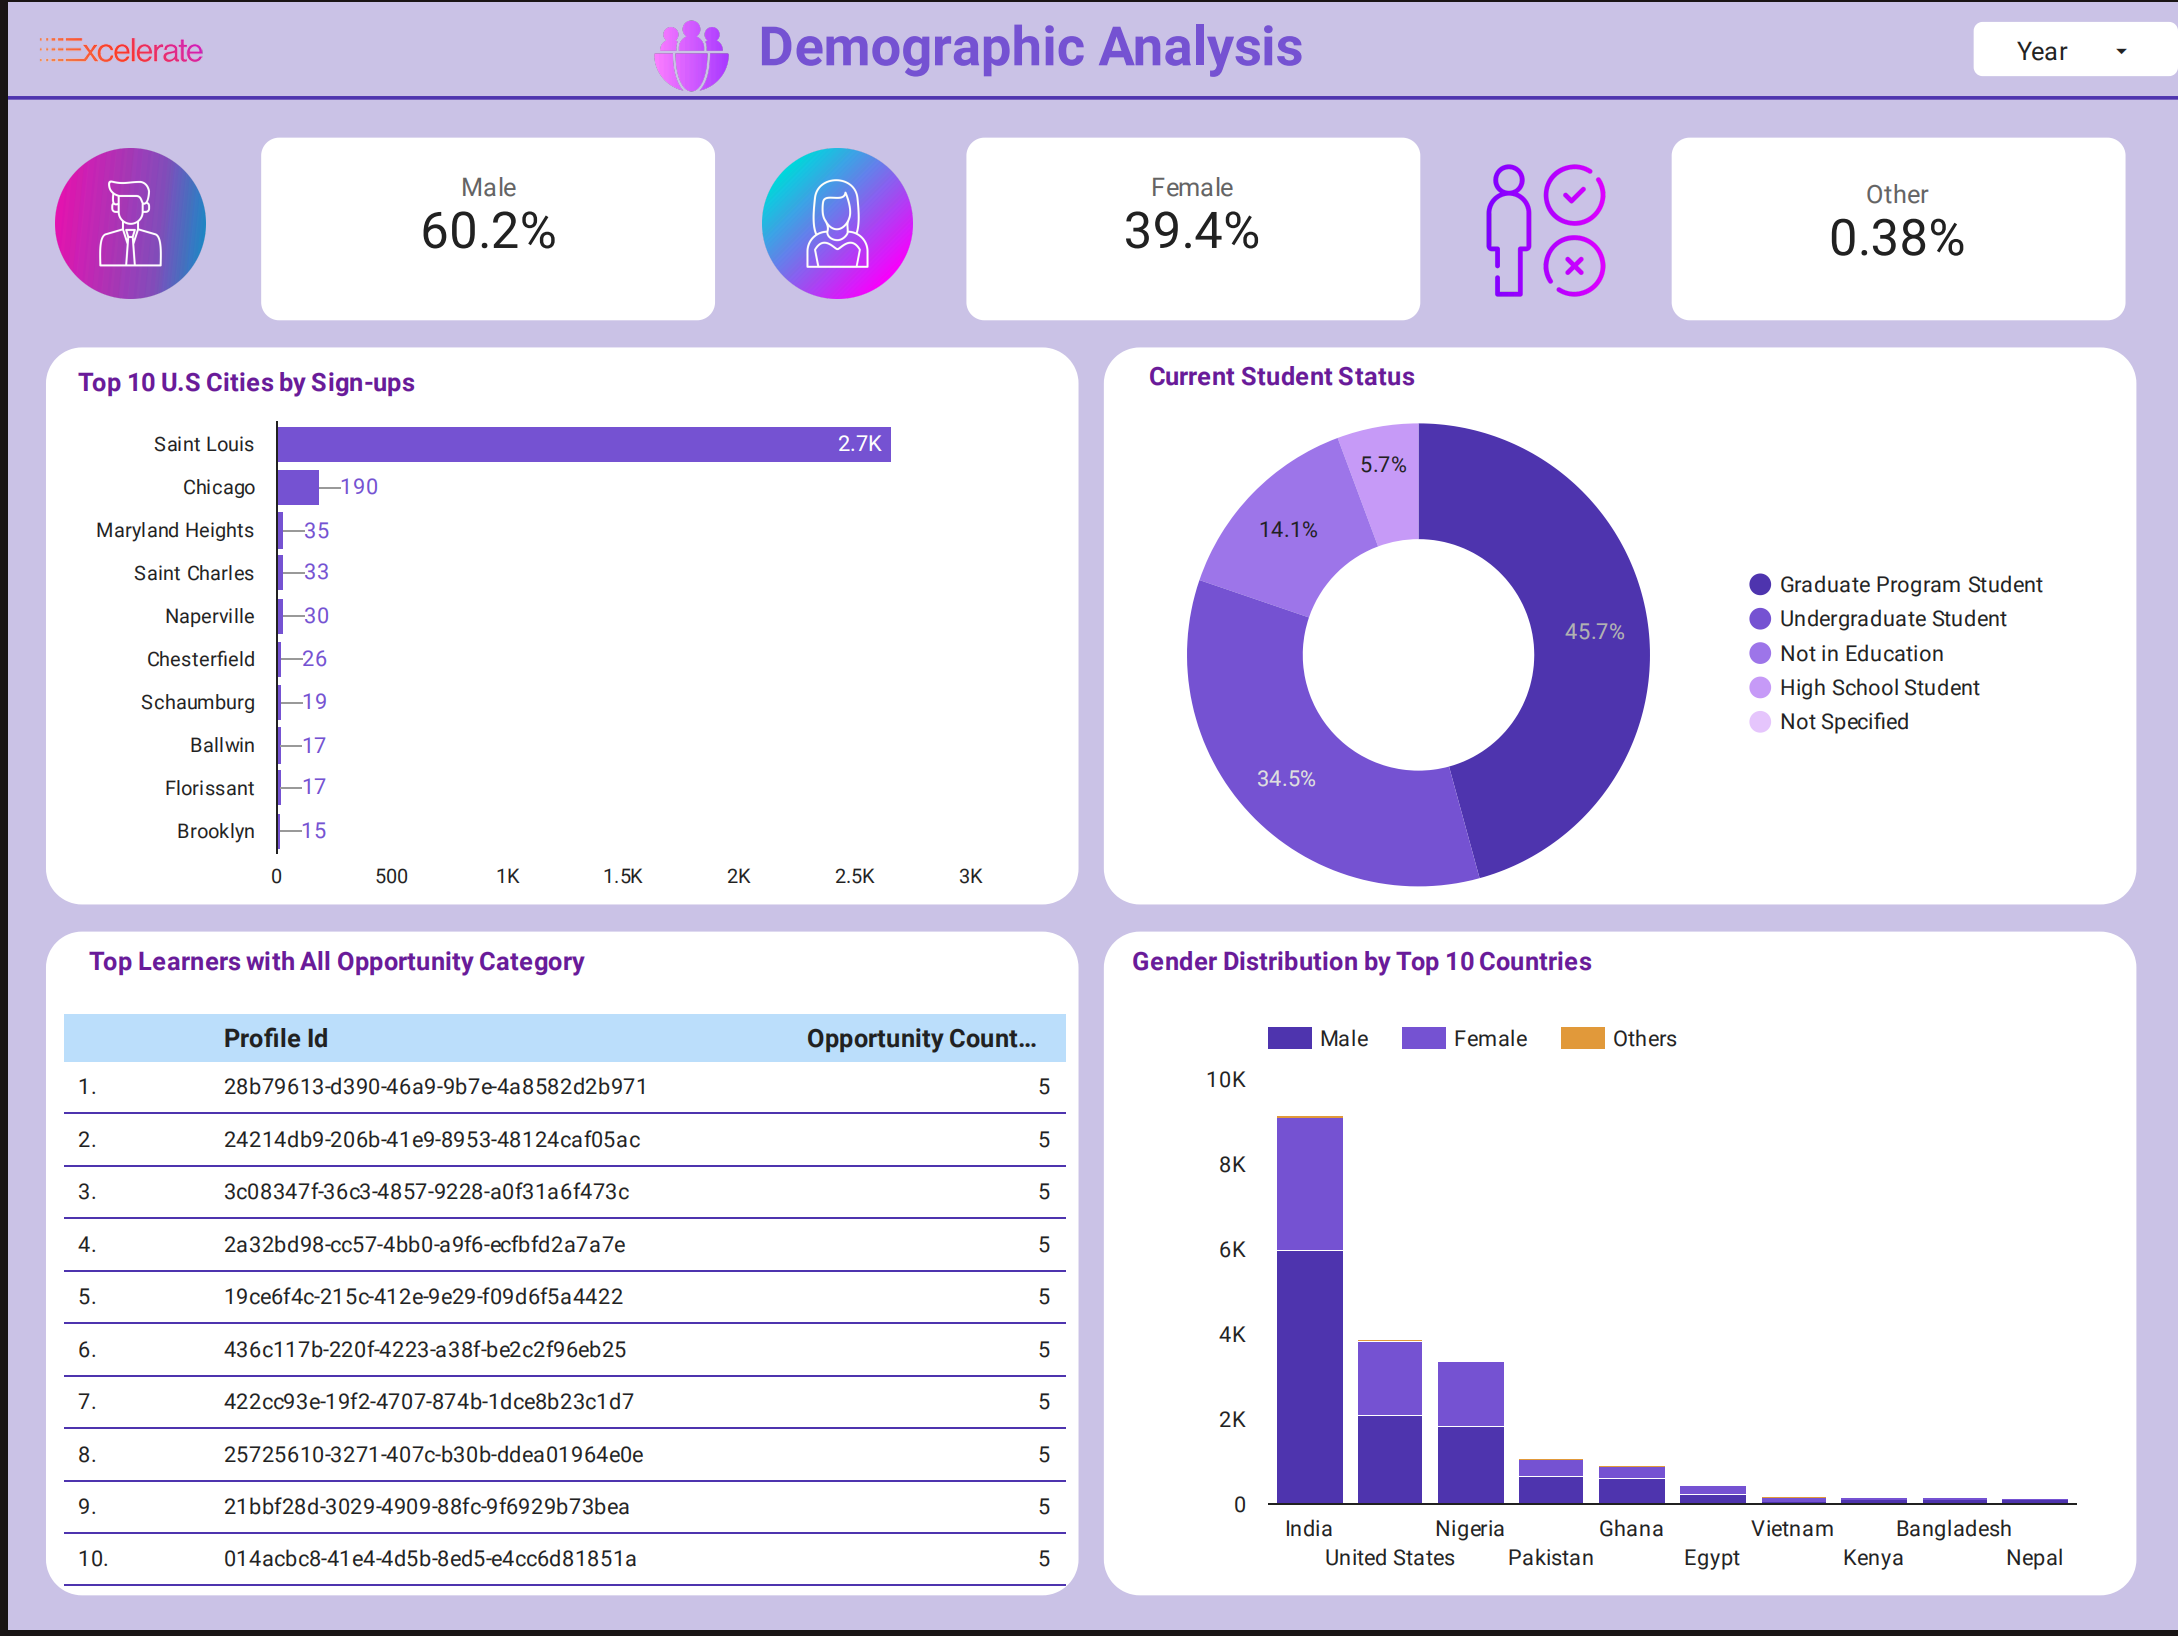 Excelerate
Demographic Analysis
Year
Male
60.2%
Female
39.4%
Other
0.38%
Top 10 U.S Cities by Sign-ups
Saint Louis 2.7K
Chicago 190
Maryland Heights 35
Saint Charles 33
Naperville 30
Chesterfield 26
Schaumburg 19
Ballwin 17
Florissant 17
Brooklyn 15
0 500 1K 1.5K 2K 2.5K 3K
Current Student Status
5.7%
14.1%
45.7%
34.5%
Graduate Program Student
Undergraduate Student
Not in Education
High School Student
Not Specified
Top Learners with All Opportunity Category
Profile Id Opportunity Count...
1. 28b79613-d390-46a9-9b7e-4a8582d2b971 5
2. 24214db9-206b-41e9-8953-48124caf05ac 5
3. 3c08347f-36c3-4857-9228-a0f31a6f473c 5
4. 2a32bd98-cc57-4bb0-a9f6-ecfbfd2a7a7e 5
5. 19ce6f4c-215c-412e-9e29-f09d6f5a4422 5
6. 436c117b-220f-4223-a38f-be2c2f96eb25 5
7. 422cc93e-19f2-4707-874b-1dce8b23c1d7 5
8. 25725610-3271-407c-b30b-ddea01964e0e 5
9. 21bbf28d-3029-4909-88fc-9f6929b73bea 5
10. 014acbc8-41e4-4d5b-8ed5-e4cc6d81851a 5
Gender Distribution by Top 10 Countries
Male Female Others
10K
8K
6K
4K
2K
0
India Nigeria Ghana Vietnam Bangladesh
United States Pakistan Egypt Kenya Nepal